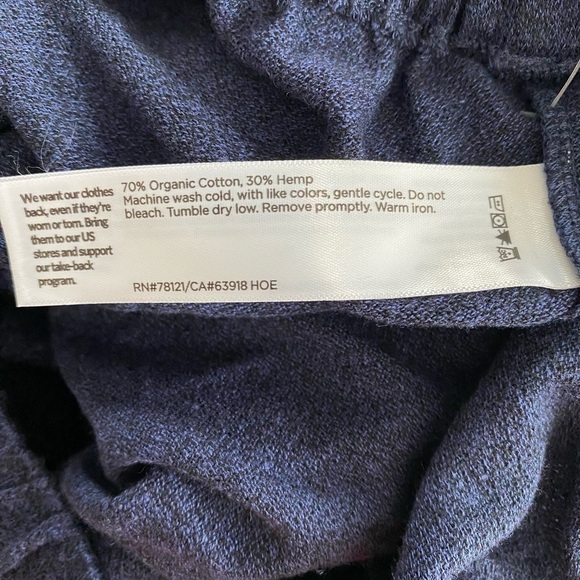 We want our clothes
back, even if they're
worn or torn. Bring
them to our US
stores and support
our take-back
program.
70% Organic Cotton, 30% Hemp
Machine wash cold, with like colors, gentle cycle. Do not
bleach. Tumble dry low. Remove promptly. Warm iron.
RN#78121/CA#63918 HOE